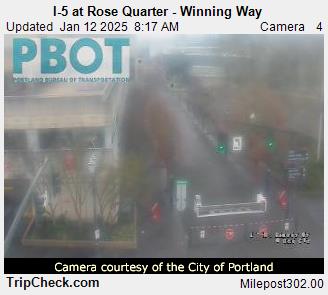 I-5 at Rose Quarter - Winning Way
Updated Jan 12 2025 8:17 AM Camera 4
PBOT
PORTLAND BUREAU OF TRANSPORTATION
Camera courtesy of the City of Portland
TripCheck.com Milepost302.00